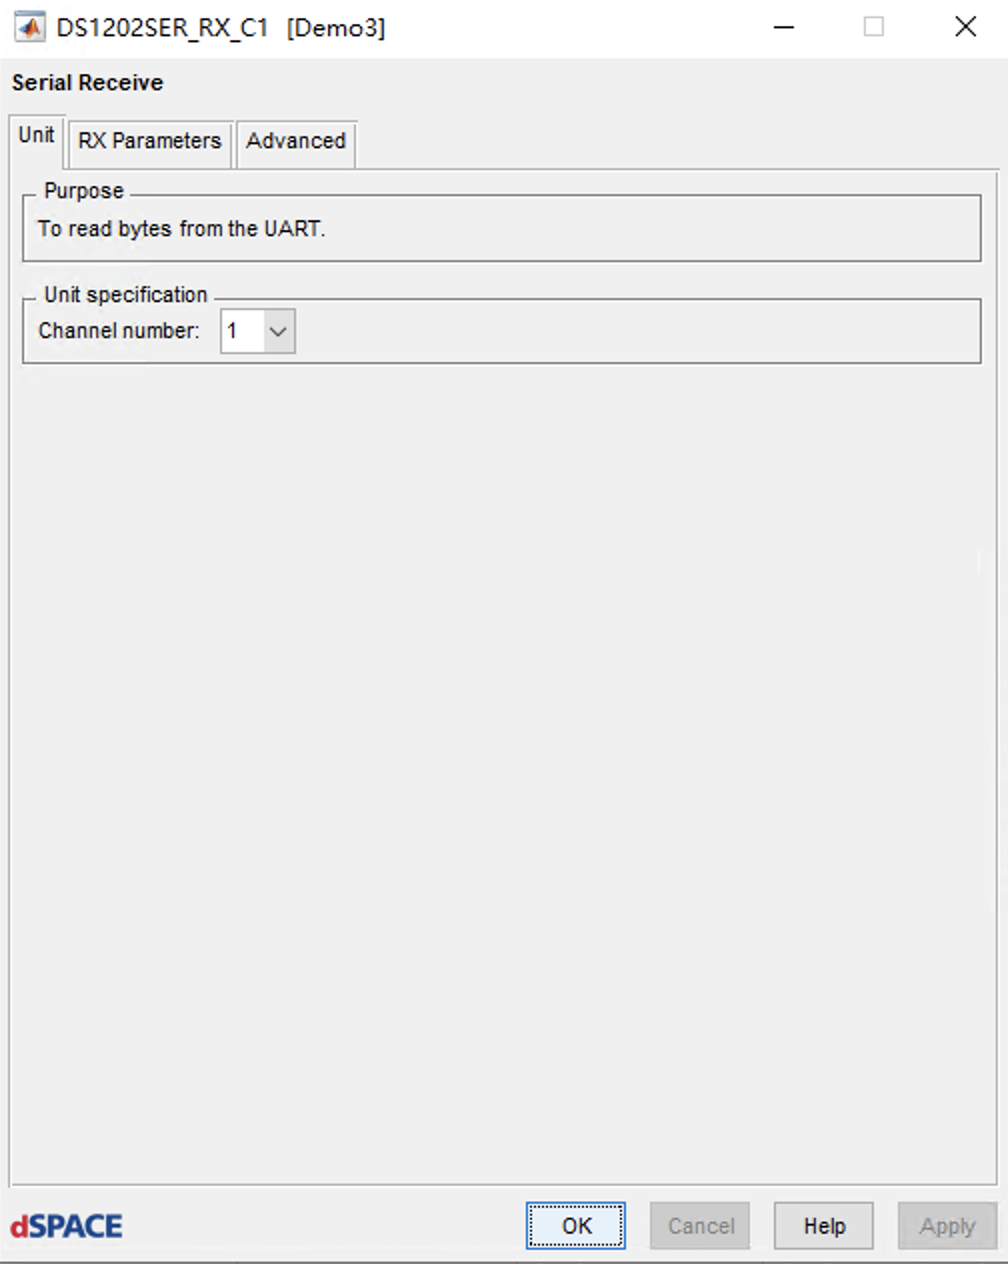 DS1202SER_RX_C1 [Demo3]
Serial Receive
Unit RX Parameters Advanced
Purpose
To read bytes from the UART.
Unit specification
Channel number: 1
dSPACE OK Cancel Help Apply